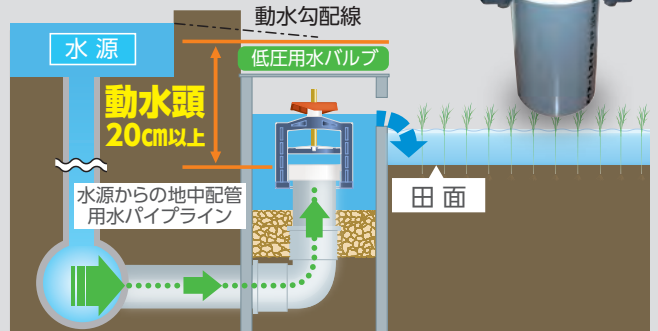 動水勾配線
水源
低圧用水バルブ
動水頭
20cm以上
水源からの地中配管
用水パイプライン
田面